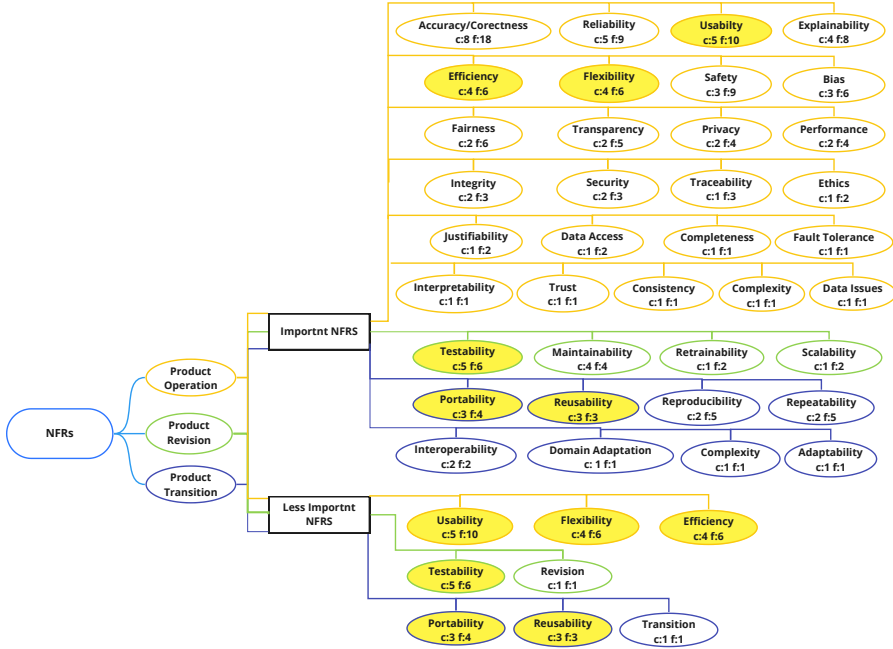 Accuracy/Corectness
c:8 f:18
Reliability
c:5 f:9
Usabilty
c:5 f:10
Explainability
c:4 f:8
Efficiency
c:4 f:6
Flexibility
c:4 f:6
Safety
c:3 f:9
Bias
c:3 f:6
Fairness
c:2 f:6
Transparency
c:2 f:5
Privacy
c:2 f:4
Performance
c:2 f:4
Integrity
c:2 f:3
Security
c:2 f:3
Traceability
c:1 f:3
Ethics
c:1 f:2
Justifiability
c:1 f:2
Data Access
c:1 f:2
Completeness
c:1 f:1
Fault Tolerance
c:1 f:1
Interpretability
c:1 f:1
Trust
c:1 f:1
Consistency
c:1 f:1
Complexity
c:1 f:1
Data Issues
c:1 f:1
Importnt NFRS
Testability
c:5 f:6
Maintainability
c:4 f:4
Retrainability
c:1 f:2
Scalability
c:1 f:2
Product
Operation
Portability
c:3 f:4
Reusability
c:3 f:3
Reproducibility
c:2 f:5
Repeatability
c:2 f:5
NFRs
Product
Revision
Interoperability
c:2 f:2
Domain Adaptation
c: 1 f:1
Complexity
c:1 f:1
Adaptability
c:1 f:1
Product
Transition
Less Importnt
NFRS
Usability
c:5 f:10
Flexibility
c:4 f:6
Efficiency
c:4 f:6
Testability
c:5 f:6
Revision
c:1 f:1
Portability
c:3 f:4
Reusability
c:3 f:3
Transition
c:1 f:1